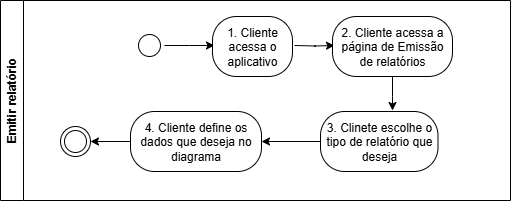 Emitir relatório
1. Cliente
acessa o
aplicativo
2. Cliente acessa a
página de Emissão
de relatórios
3. Clinete escolhe o
tipo de relatório que
deseja
4. Cliente define os
dados que deseja no
diagrama